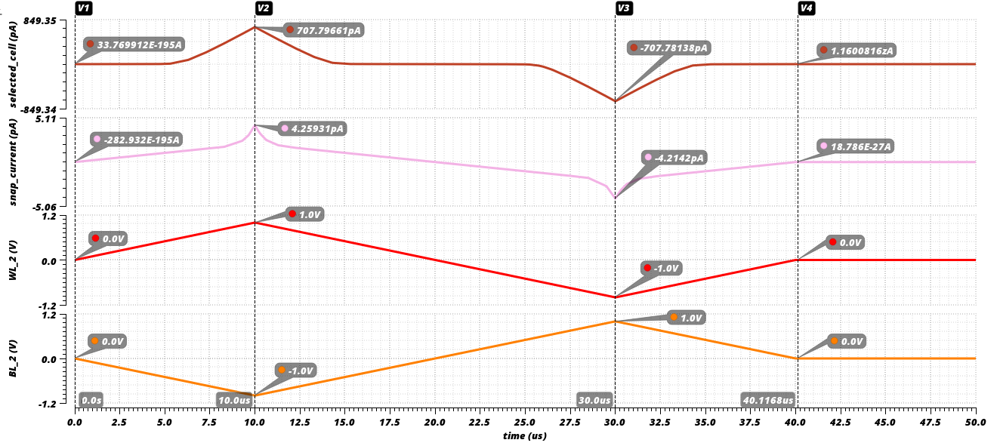 V1 V2 V3 V4
849.35
selected_cell (pA)
33.769912E-195A
707.79661pA
-707.78138pA
1.1600816zA
-849.34
5.11
snap_current (pA)
-282.932E-195A
4.25931pA
-4.2142pA
18.786E-27A
-5.06
1.2
WL_2 (V)
0.0V
1.0V
-1.0V
0.0V
0.0
-1.2
1.2
BL_2 (V)
0.0V
-1.0V
1.0V
0.0V
0.0
-1.2
0.0s 10.0us 30.0us 40.1168us
0.0 2.5 5.0 7.5 10.0 12.5 15.0 17.5 20.0 22.5 25.0 27.5 30.0 32.5 35.0 37.5 40.0 42.5 45.0 47.5 50.0
time (us)